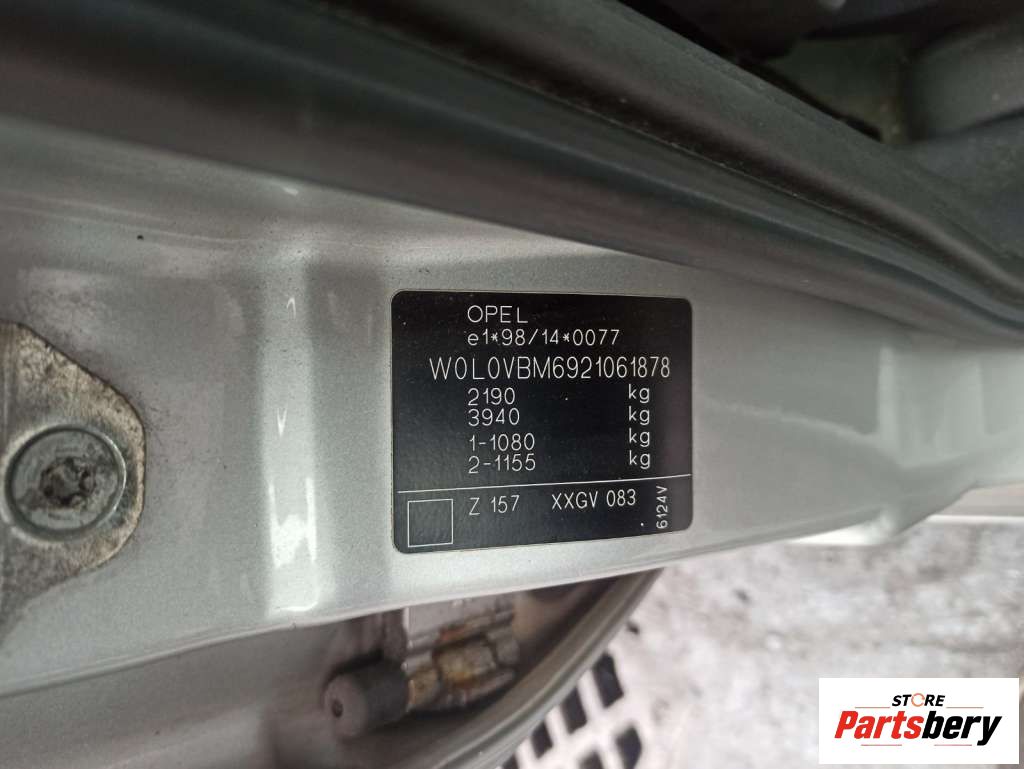 OPEL
e1*98/14*0077
W0L0VBM6921061878
2190 kg
3940 kg
1-1080 kg
2-1155 kg
Z 157 XXGV 083
6124V
STORE
Partsbery